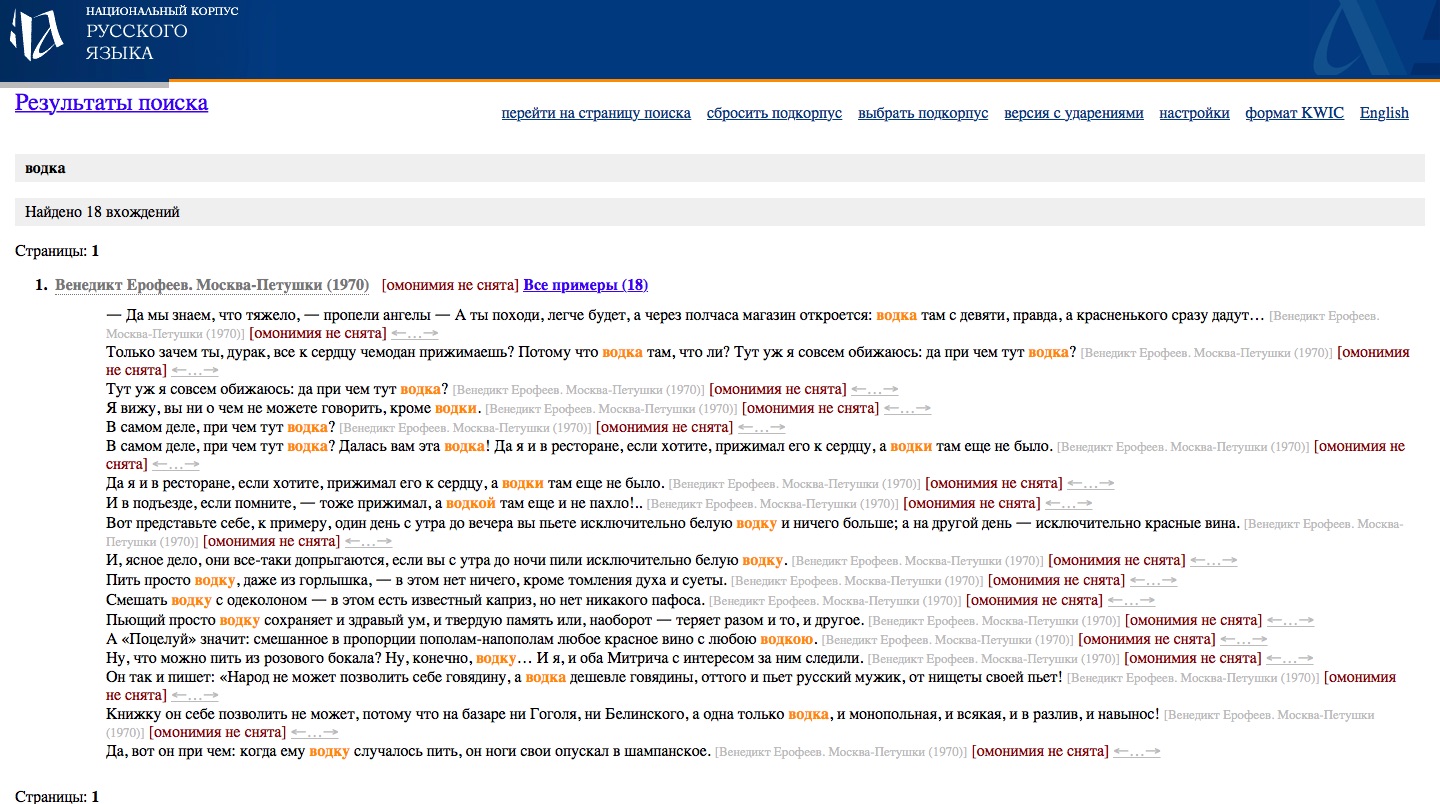 НАЦИОНАЛЬНЫЙ КОРПУС
РУССКОГО
ЯЗЫКА
Результаты поиска
перейти на страницу поиска сбросить подкорпус выбрать подкорпус версия с ударениями настройки формат KWIC English
водка
Найдено 18 вхождений
Страницы: 1
1. Венедикт Ерофеев. Москва-Петушки (1970) [омонимия не снята] Все примеры (18)
— Да мы знаем, что тяжело, — пропели ангелы — А ты походи, легче будет, а через полчаса магазин откроется: водка там с девяти, правда, а красненького сразу дадут... [Венедикт Ерофеев.
Москва-Петушки (1970)] [омонимия не снята] ←...→
Только зачем ты, дурак, все к сердцу чемодан прижимаешь? Потому что водка там, что ли? Тут уж я совсем обижаюсь: да при чем тут водка? [Венедикт Ерофеев. Москва-Петушки (1970)] [омонимия
не снята] ←...→
Тут уж я совсем обижаюсь: да при чем тут водка? [Венедикт Ерофеев. Москва-Петушки (1970)] [омонимия не снята] ←...→
Я вижу, вы ни о чем не можете говорить, кроме водки. [Венедикт Ерофеев. Москва-Петушки (1970)] [омонимия не снята] ←...→
В самом деле, при чем тут водка? [Венедикт Ерофеев. Москва-Петушки (1970)] [омонимия не снята] ←...→
В самом деле, при чем тут водка? Далась вам эта водка! Да я и в ресторане, если хотите, прижимал его к сердцу, а водки там еще не было. [Венедикт Ерофеев. Москва-Петушки (1970)] [омонимия не
снята] ←...→
Да я и в ресторане, если хотите, прижимал его к сердцу, а водки там еще не было. [Венедикт Ерофеев. Москва-Петушки (1970)] [омонимия не снята] ←...→
И в подъезде, если помните, — тоже прижимал, а водкой там еще и не пахло!.. [Венедикт Ерофеев. Москва-Петушки (1970)] [омонимия не снята] ←...→
Вот представьте себе, к примеру, один день с утра до вечера вы пьете исключительно белую водку и ничего больше; а на другой день — исключительно красные вина. [Венедикт Ерофеев. Москва-
Петушки (1970)] [омонимия не снята] ←...→
И, ясное дело, они все-таки допрыгаются, если вы с утра до ночи пили исключительно белую водку. [Венедикт Ерофеев. Москва-Петушки (1970)] [омонимия не снята] ←...→
Пить просто водку, даже из горлышка, — в этом нет ничего, кроме томления духа и суеты. [Венедикт Ерофеев. Москва-Петушки (1970)] [омонимия не снята] ←...→
Смешать водку с одеколоном — в этом есть известный каприз, но нет никакого пафоса. [Венедикт Ерофеев. Москва-Петушки (1970)] [омонимия не снята] ←...→
Пьющий просто водку сохраняет и здравый ум, и твердую память или, наоборот — теряет разом и то, и другое. [Венедикт Ерофеев. Москва-Петушки (1970)] [омонимия не снята] ←...→
А «Поцелуй» значит: смешанное в пропорции пополам-напополам любое красное вино с любою водкою. [Венедикт Ерофеев. Москва-Петушки (1970)] [омонимия не снята] ←...→
Ну, что можно пить из розового бокала? Ну, конечно, водку... И я, и оба Митрича с интересом за ним следили. [Венедикт Ерофеев. Москва-Петушки (1970)] [омонимия не снята] ←...→
Он так и пишет: «Народ не может позволить себе говядину, а водка дешевле говядины, оттого и пьет русский мужик, от нищеты своей пьет! [Венедикт Ерофеев. Москва-Петушки (1970)] [омонимия
не снята] ←...→
Книжку он себе позволить не может, потому что на базаре ни Гоголя, ни Белинского, а одна только водка, и монопольная, и всякая, и в разлив, и навынос! [Венедикт Ерофеев. Москва-Петушки
(1970)] [омонимия не снята] ←...→
Да, вот он при чем: когда ему водку случалось пить, он ноги свои опускал в шампанское. [Венедикт Ерофеев. Москва-Петушки (1970)] [омонимия не снята] ←...→
Страницы: 1